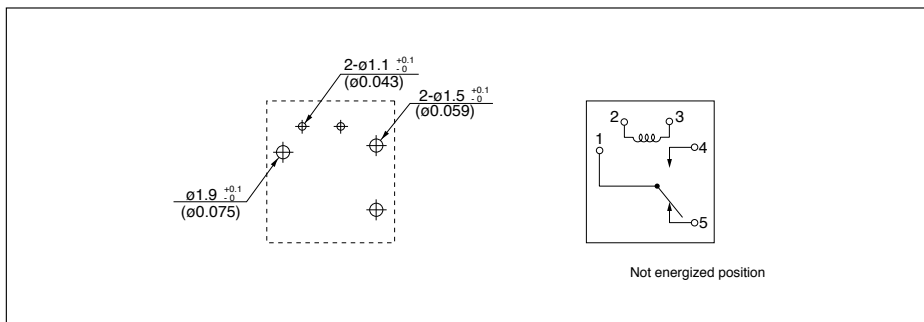 2-ø1.1 +0.1 - 0
(ø0.043)
2-ø1.5 +0.1 - 0
(ø0.059)
ø1.9 +0.1 - 0
(ø0.075)
2 3
1
4
5
Not energized position